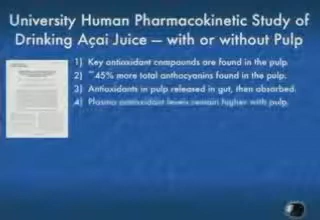 University Human Pharmacokinetic Study of
Drinking Açai Juice — with or without Pulp
1) Key antioxidant compounds are found in the pulp.
2) ~45% more total anthocyanins found in the pulp.
3) Antioxidants in pulp released in gut, then absorbed.
4) Plasma antioxidant levels remain higher with pulp.